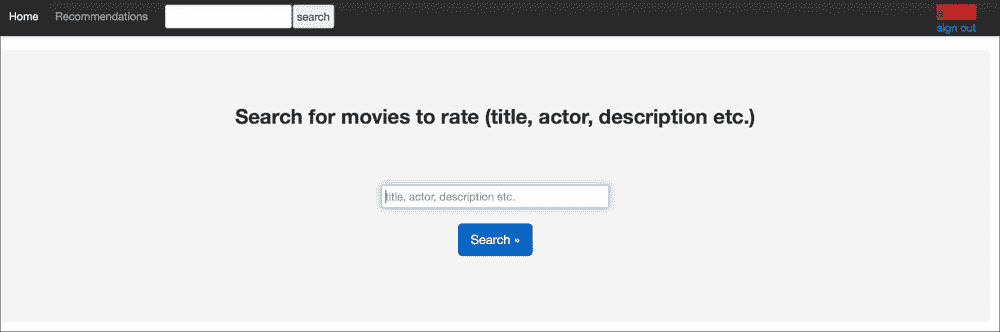 Home Recommendations search a
sign out
Search for movies to rate (title, actor, description etc.)
title, actor, description etc.
Search »